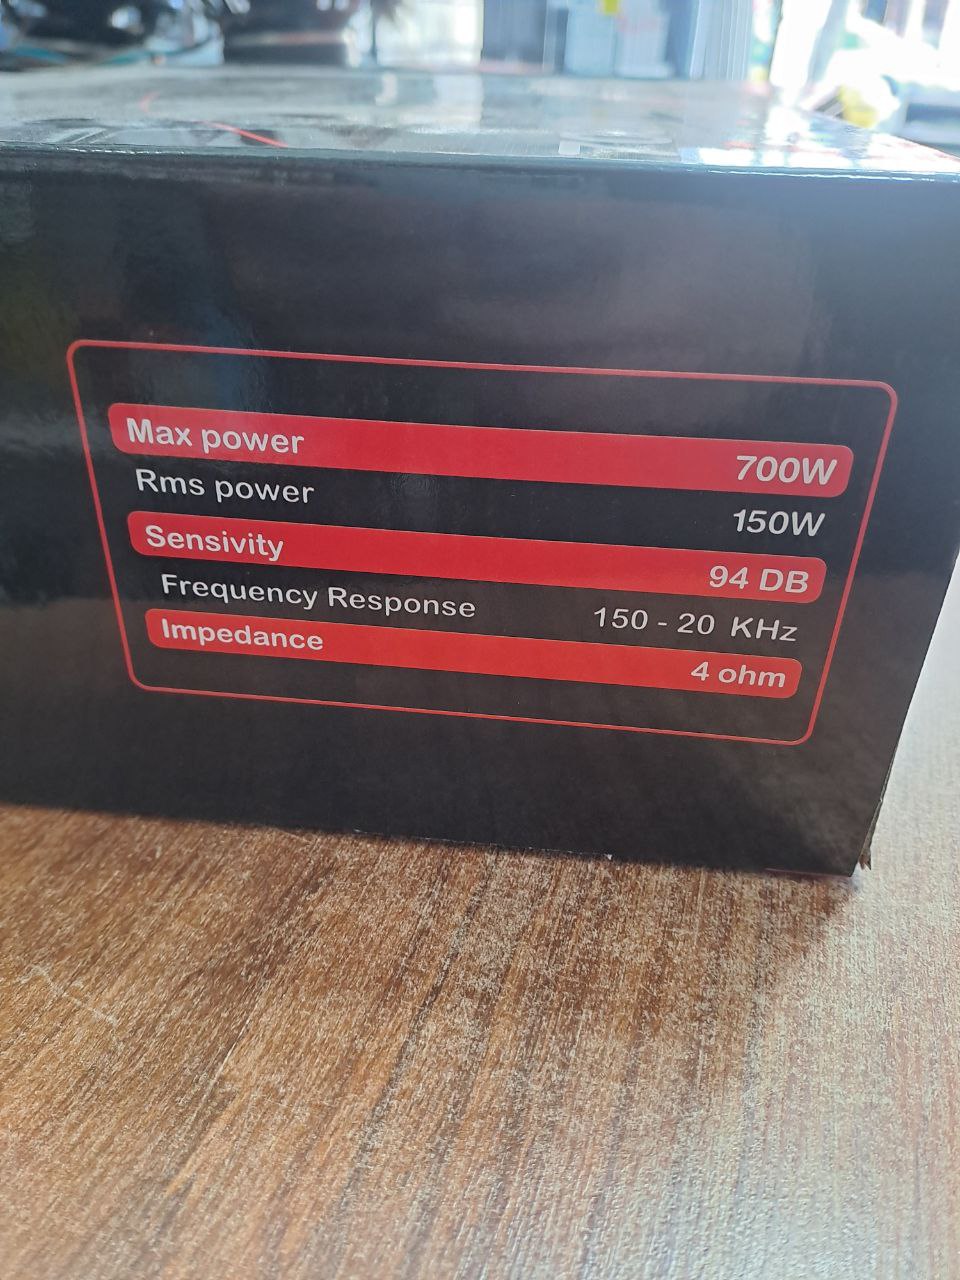 Max power 700W
Rms power 150W
Sensivity 94 DB
Frequency Response 150 - 20 KHz
Impedance 4 ohm